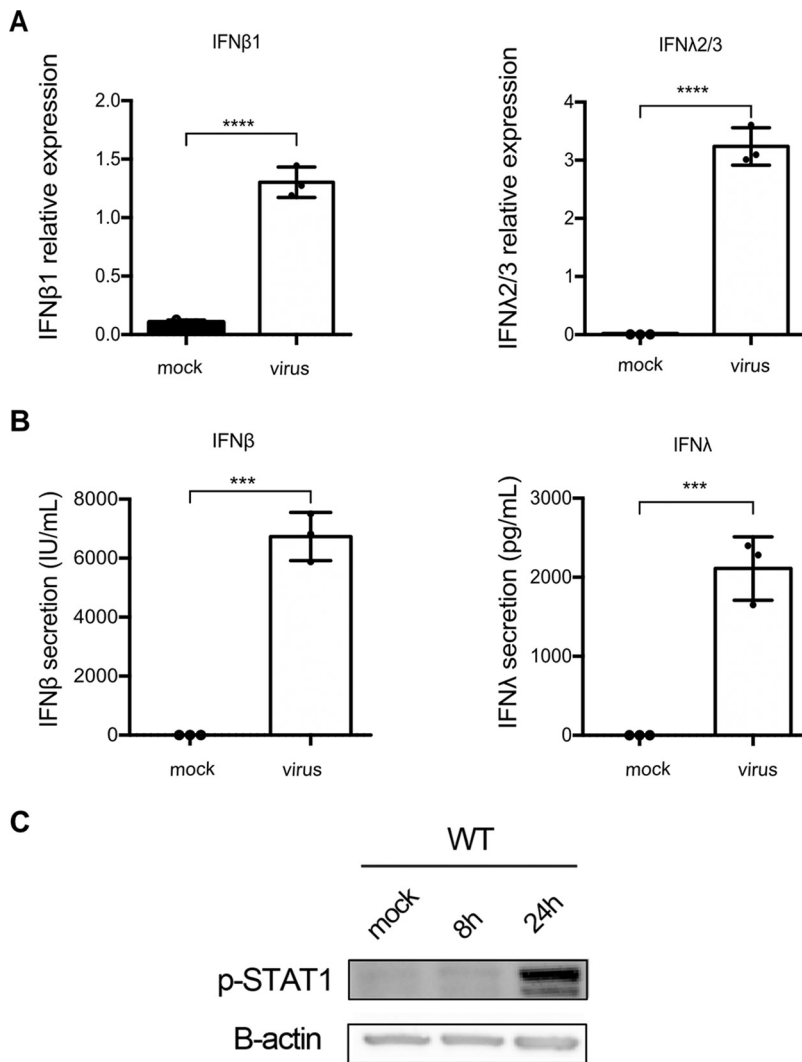 A
IFNβ1
IFNβ1 relative expression
2.0
1.5
1.0
0.5
0.0
****
mock
virus
IFNλ2/3
IFNλ2/3 relative expression
4
3
2
1
0
****
mock
virus
B
IFNβ
IFNβ secretion (IU/mL)
8000
6000
4000
2000
0
***
mock
virus
IFNλ
IFNλ secretion (pg/mL)
3000
2000
1000
0
***
mock
virus
C
WT
mock
8h
24h
p-STAT1
B-actin